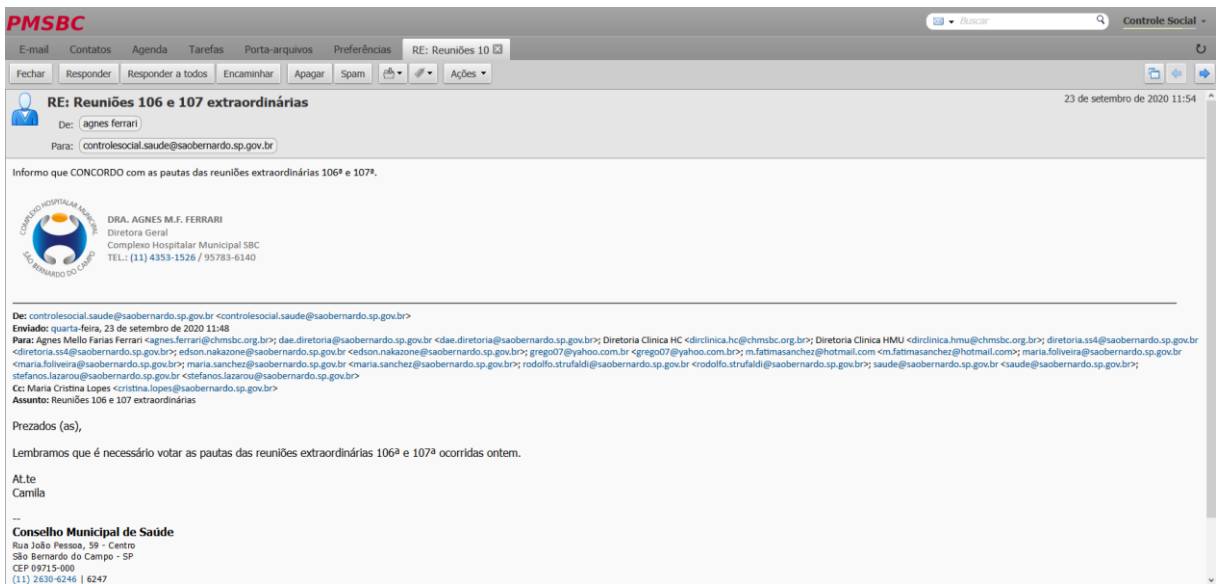 PMSBC
Buscar
Controle Social
E-mail Contatos Agenda Tarefas Porta-arquivos Preferências RE: Reuniões 10
Fechar Responder Responder a todos Encaminhar Apagar Spam Ações
RE: Reuniões 106 e 107 extraordinárias
23 de setembro de 2020 11:54
De: agnes ferrari
Para: controlesocial.saude@saobernardo.sp.gov.br
Informo que CONCORDO com as pautas das reuniões extraordinárias 106ª e 107ª.
COMPLEXO HOSPITALAR MUNICIPAL
SÃO BERNARDO DO CAMPO
DRA. AGNES M.F. FERRARI
Diretora Geral
Complexo Hospitalar Municipal SBC
TEL.: (11) 4353-1526 / 95783-6140
De: controlesocial.saude@saobernardo.sp.gov.br <controlesocial.saude@saobernardo.sp.gov.br>
Enviado: quarta-feira, 23 de setembro de 2020 11:48
Para: Agnes Mello Farias Ferrari <agnes.ferrari@chmsbc.org.br>; dae.diretoria@saobernardo.sp.gov.br <dae.diretoria@saobernardo.sp.gov.br>; Diretoria Clinica HC <dirclinica.hc@chmsbc.org.br>; Diretoria Clinica HMU <dirclinica.hmu@chmsbc.org.br>; diretoria.ss4@saobernardo.sp.gov.br
<diretoria.ss4@saobernardo.sp.gov.br>; edson.nakazone@saobernardo.sp.gov.br <edson.nakazone@saobernardo.sp.gov.br>; grego07@yahoo.com.br <grego07@yahoo.com.br>; m.fatimasanchez@hotmail.com <m.fatimasanchez@hotmail.com>; maria.foliveira@saobernardo.sp.gov.br
<maria.foliveira@saobernardo.sp.gov.br>; maria.sanchez@saobernardo.sp.gov.br <maria.sanchez@saobernardo.sp.gov.br>; rodolfo.strufaldi@saobernardo.sp.gov.br <rodolfo.strufaldi@saobernardo.sp.gov.br>; saude@saobernardo.sp.gov.br <saude@saobernardo.sp.gov.br>;
stefanos.lazarou@saobernardo.sp.gov.br <stefanos.lazarou@saobernardo.sp.gov.br>
Cc: Maria Cristina Lopes <cristina.lopes@saobernardo.sp.gov.br>
Assunto: Reuniões 106 e 107 extraordinárias
Prezados (as),
Lembramos que é necessário votar as pautas das reuniões extraordinárias 106ª e 107ª ocorridas ontem.
At.te
Camila
--
Conselho Municipal de Saúde
Rua João Pessoa, 59 - Centro
São Bernardo do Campo - SP
CEP 09715-000
(11) 2630-6246 | 6247